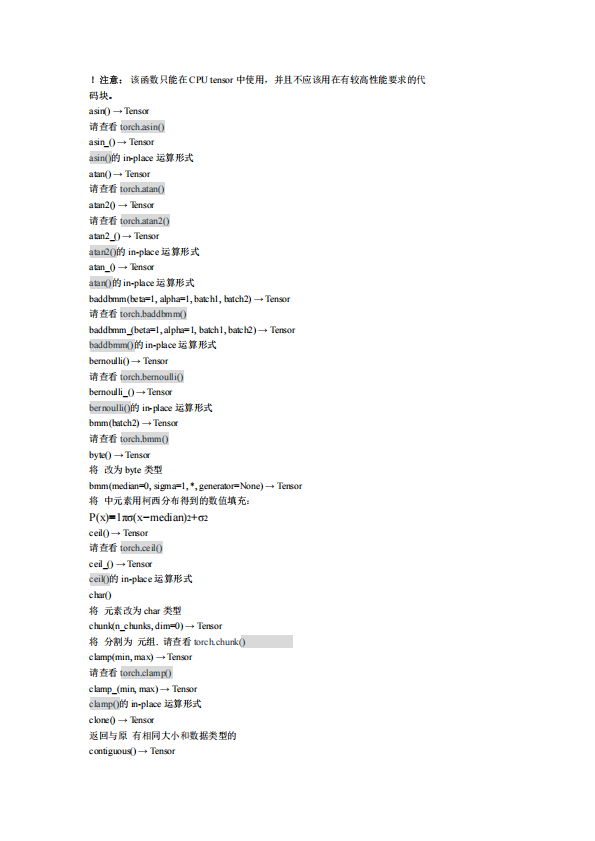 ！注意： 该函数只能在 CPU tensor 中使用，并且不应该用在有较高性能要求的代
码块。
asin() → Tensor
请查看 torch.asin()
asin_() → Tensor
asin()的 in-place 运算形式
atan() → Tensor
请查看 torch.atan()
atan2() → Tensor
请查看 torch.atan2()
atan2_() → Tensor
atan2()的 in-place 运算形式
atan_() → Tensor
atan()的 in-place 运算形式
baddbmm(beta=1, alpha=1, batch1, batch2) → Tensor
请查看 torch.baddbmm()
baddbmm_(beta=1, alpha=1, batch1, batch2) → Tensor
baddbmm()的 in-place 运算形式
bernoulli() → Tensor
请查看 torch.bernoulli()
bernoulli_() → Tensor
bernoulli()的 in-place 运算形式
bmm(batch2) → Tensor
请查看 torch.bmm()
byte() → Tensor
将 改为 byte 类型
bmm(median=0, sigma=1, *, generator=None) → Tensor
将 中元素用柯西分布得到的数值填充：
P(x)=1πσ(x−median)2+σ2
ceil() → Tensor
请查看 torch.ceil()
ceil_() → Tensor
ceil()的 in-place 运算形式
char()
将 元素改为 char 类型
chunk(n_chunks, dim=0) → Tensor
将 分割为 元组. 请查看 torch.chunk()
clamp(min, max) → Tensor
请查看 torch.clamp()
clamp_(min, max) → Tensor
clamp()的 in-place 运算形式
clone() → Tensor
返回与原 有相同大小和数据类型的
contiguous() → Tensor